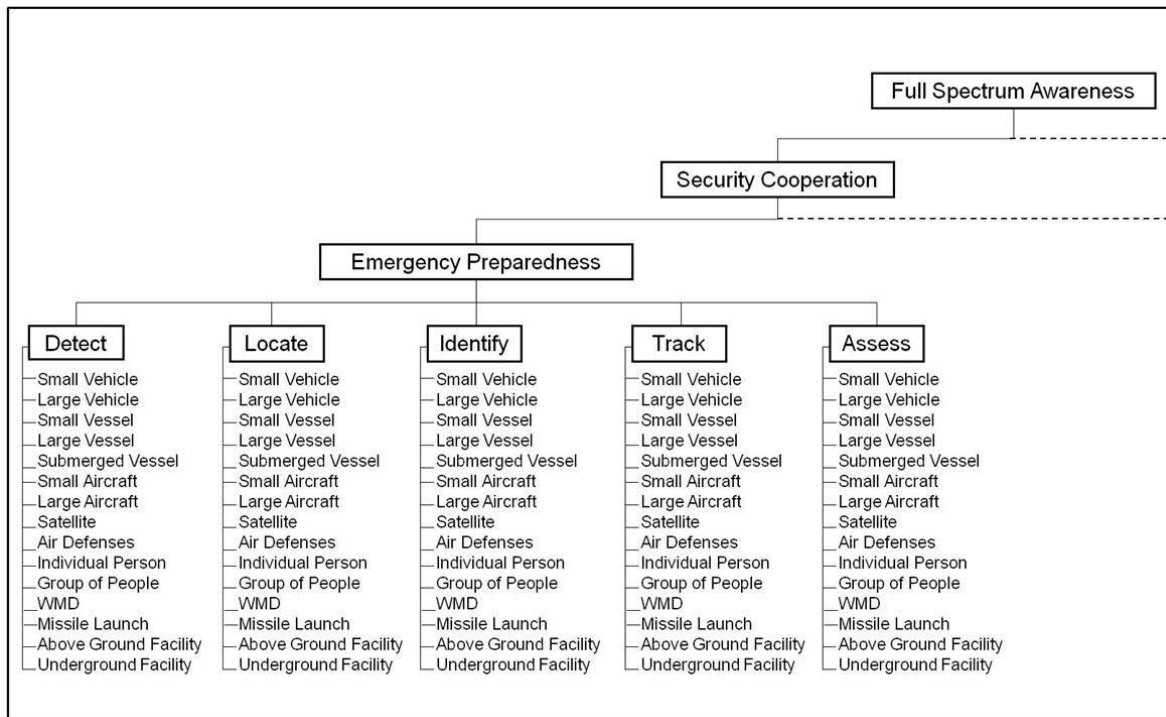 Full Spectrum Awareness
Security Cooperation
Emergency Preparedness
Detect
Small Vehicle
Large Vehicle
Small Vessel
Large Vessel
Submerged Vessel
Small Aircraft
Large Aircraft
Satellite
Air Defenses
Individual Person
Group of People
WMD
Missile Launch
Above Ground Facility
Underground Facility
Locate
Small Vehicle
Large Vehicle
Small Vessel
Large Vessel
Submerged Vessel
Small Aircraft
Large Aircraft
Satellite
Air Defenses
Individual Person
Group of People
WMD
Missile Launch
Above Ground Facility
Underground Facility
Identify
Small Vehicle
Large Vehicle
Small Vessel
Large Vessel
Submerged Vessel
Small Aircraft
Large Aircraft
Satellite
Air Defenses
Individual Person
Group of People
WMD
Missile Launch
Above Ground Facility
Underground Facility
Track
Small Vehicle
Large Vehicle
Small Vessel
Large Vessel
Submerged Vessel
Small Aircraft
Large Aircraft
Satellite
Air Defenses
Individual Person
Group of People
WMD
Missile Launch
Above Ground Facility
Underground Facility
Assess
Small Vehicle
Large Vehicle
Small Vessel
Large Vessel
Submerged Vessel
Small Aircraft
Large Aircraft
Satellite
Air Defenses
Individual Person
Group of People
WMD
Missile Launch
Above Ground Facility
Underground Facility